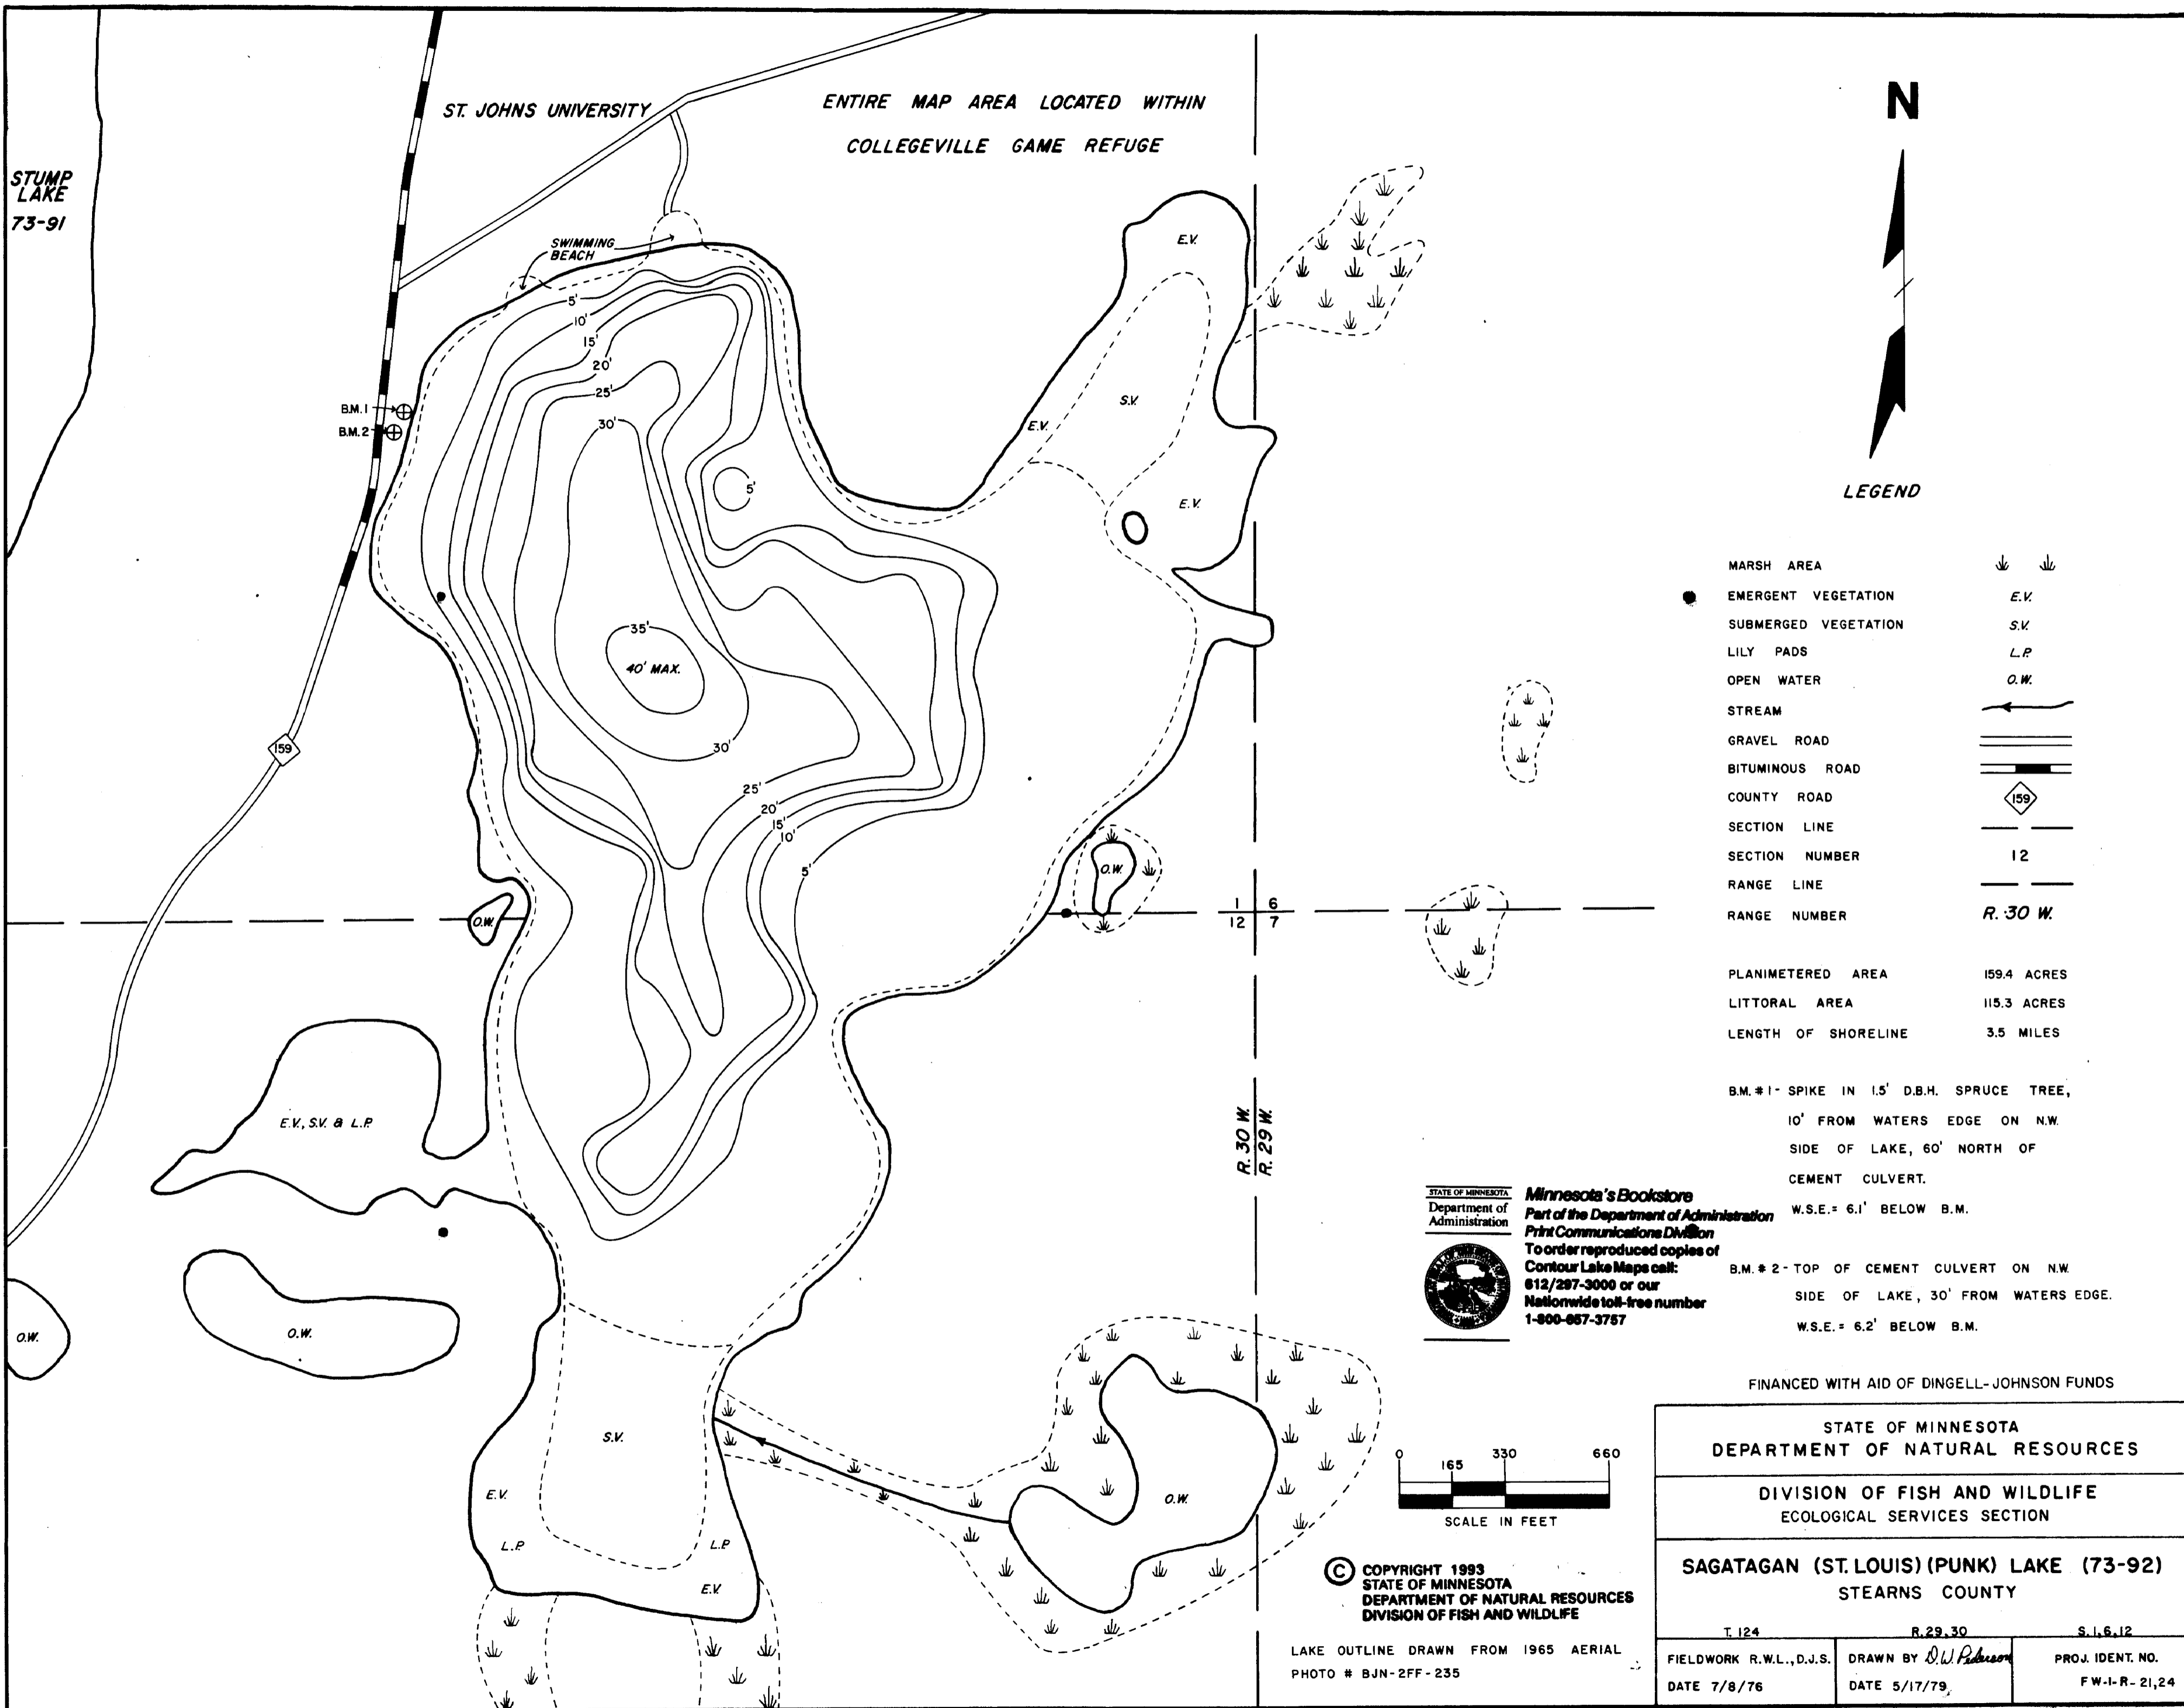 ST. JOHNS UNIVERSITY
ENTIRE MAP AREA LOCATED WITHIN
COLLEGEVILLE GAME REFUGE
N
STUMP
LAKE
73-91
SWIMMING
BEACH
E.V.
5'
10'
15'
20'
25'
30'
B.M. 1
B.M. 2
S.V.
E.V.
5'
E.V.
35'
40' MAX.
30'
159
25'
20'
15'
10'
5'
O.W.
O.W.
1 6
12 7
E.V., S.V. & L.P.
R. 30 W.
R. 29 W.
O.W.
O.W.
S.V.
E.V.
L.P.
L.P.
E.V.
O.W.
LEGEND
MARSH AREA
EMERGENT VEGETATION E.V.
SUBMERGED VEGETATION S.V.
LILY PADS L.P.
OPEN WATER O.W.
STREAM
GRAVEL ROAD
BITUMINOUS ROAD
COUNTY ROAD 159
SECTION LINE
SECTION NUMBER 12
RANGE LINE
RANGE NUMBER R. 30 W.
PLANIMETERED AREA 159.4 ACRES
LITTORAL AREA 115.3 ACRES
LENGTH OF SHORELINE 3.5 MILES
B.M. # 1 - SPIKE IN 1.5' D.B.H. SPRUCE TREE,
10' FROM WATERS EDGE ON N.W.
SIDE OF LAKE, 60' NORTH OF
CEMENT CULVERT.
W.S.E. = 6.1' BELOW B.M.
B.M. # 2 - TOP OF CEMENT CULVERT ON N.W.
SIDE OF LAKE, 30' FROM WATERS EDGE.
W.S.E. = 6.2' BELOW B.M.
STATE OF MINNESOTA
Department of
Administration
Minnesota's Bookstore
Part of the Department of Administration
Print Communications Division
To order reproduced copies of
Contour Lake Maps call:
612/297-3000 or our
Nationwide toll-free number
1-800-657-3757
FINANCED WITH AID OF DINGELL-JOHNSON FUNDS
0 165 330 660
SCALE IN FEET
© COPYRIGHT 1993
STATE OF MINNESOTA
DEPARTMENT OF NATURAL RESOURCES
DIVISION OF FISH AND WILDLIFE
LAKE OUTLINE DRAWN FROM 1965 AERIAL
PHOTO # BJN-2FF-235
STATE OF MINNESOTA
DEPARTMENT OF NATURAL RESOURCES
DIVISION OF FISH AND WILDLIFE
ECOLOGICAL SERVICES SECTION
SAGATAGAN (ST. LOUIS) (PUNK) LAKE (73-92)
STEARNS COUNTY
T. 124 R. 29, 30 S. 1, 6, 12
FIELDWORK R.W.L., D.J.S.
DATE 7/8/76
DRAWN BY D.W. Pederson
DATE 5/17/79
PROJ. IDENT. NO.
FW-1-R-21,24